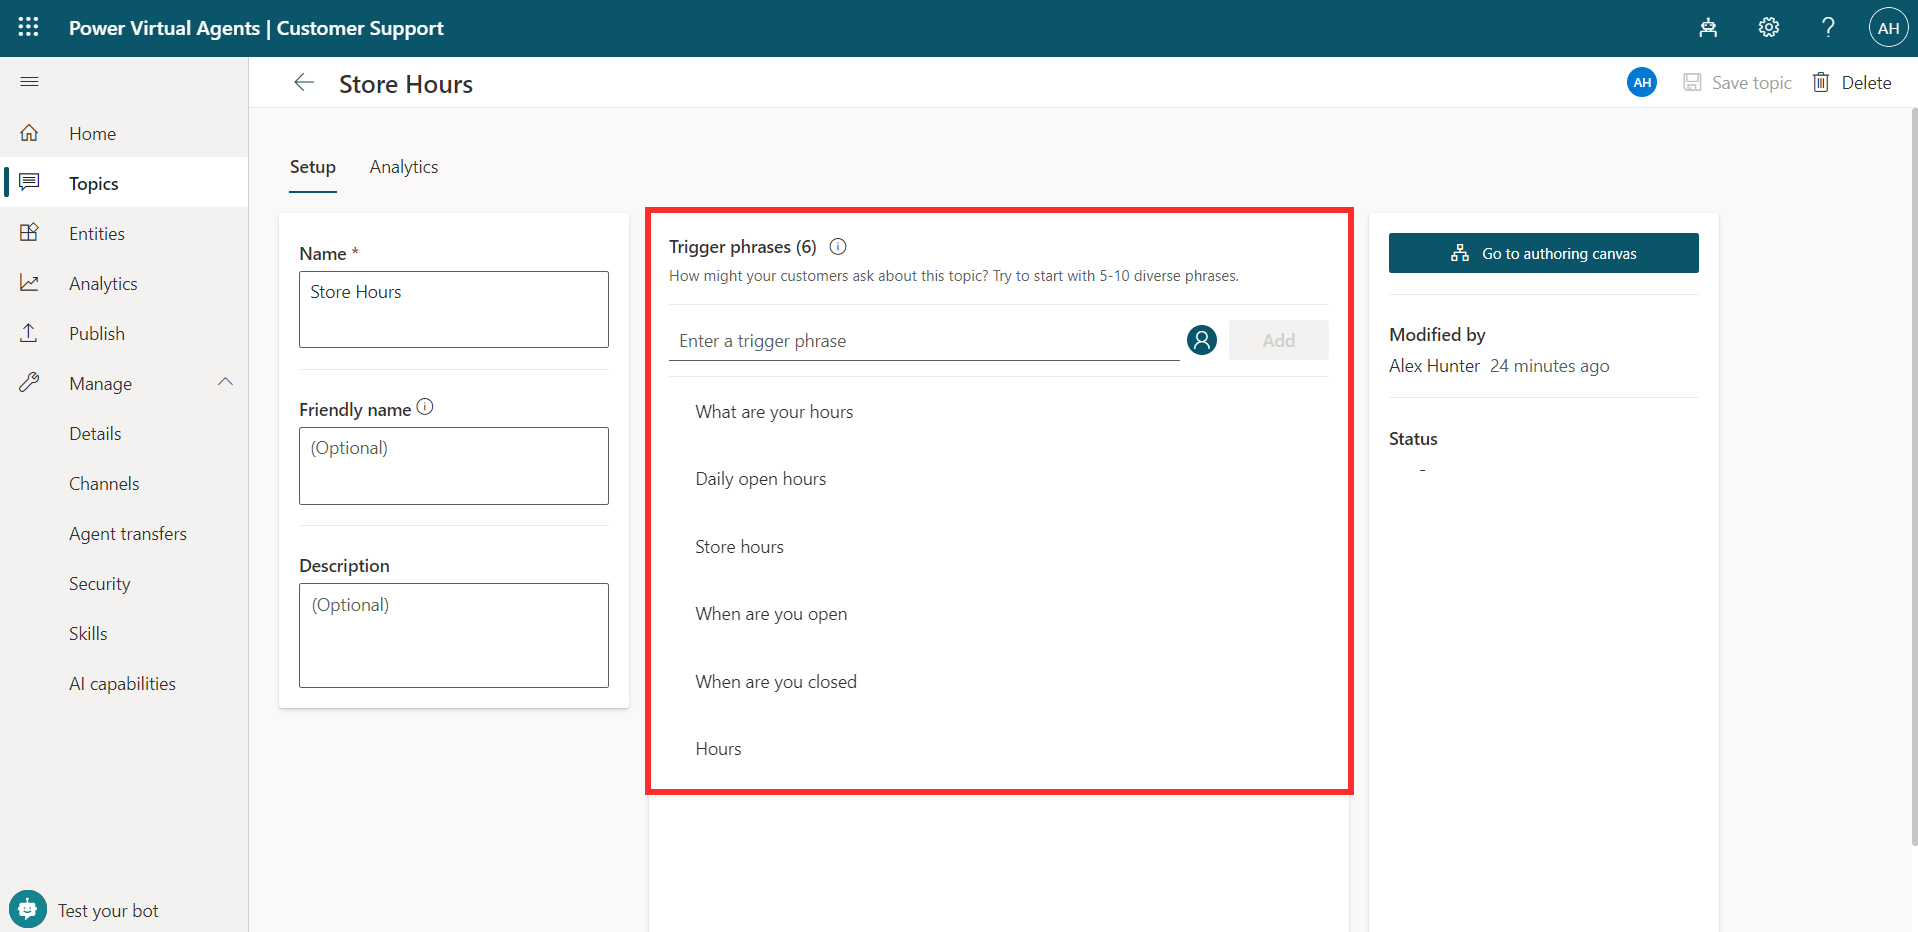 Power Virtual Agents | Customer Support
?
AH
Store Hours
AH
Save topic
Delete
Home
Topics
Entities
Analytics
Publish
Manage
Details
Channels
Agent transfers
Security
Skills
AI capabilities
Test your bot
Setup
Analytics
Name *
Store Hours
Friendly name
(Optional)
Description
(Optional)
Trigger phrases (6)
How might your customers ask about this topic? Try to start with 5-10 diverse phrases.
Enter a trigger phrase
Add
What are your hours
Daily open hours
Store hours
When are you open
When are you closed
Hours
Go to authoring canvas
Modified by
Alex Hunter 24 minutes ago
Status
-